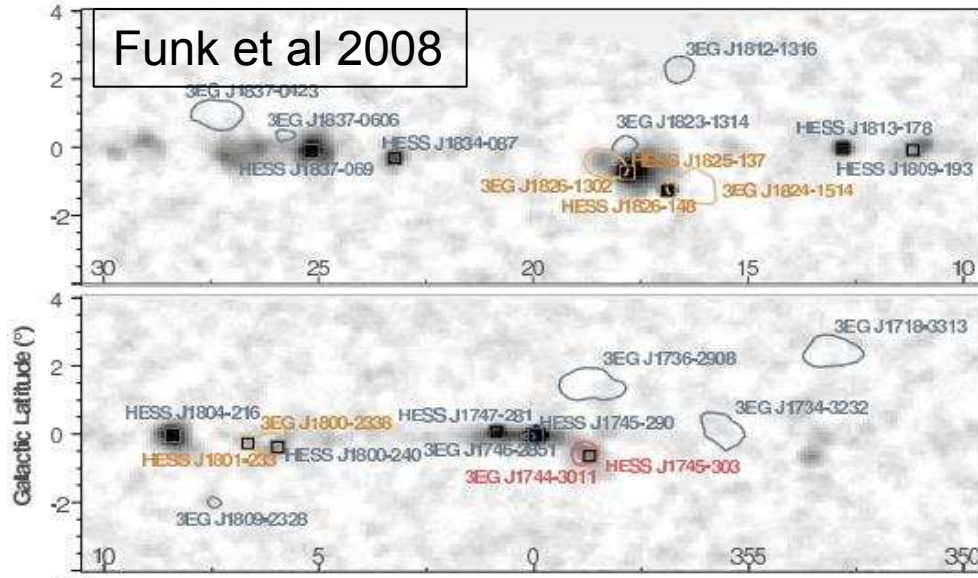 Funk et al 2008
4
3EG J1812-1316
2
3EG J1837-0423
3EG J1837-0606
3EG J1823-1314
HESS J1813-178
HESS J1834-087
0
HESS J1825-137
HESS J1837-069
HESS J1809-193
3EG J1826-1302
3EG J1824-1514
HESS J1826-148
-2
30
25
20
15
10
4
3EG J1718-3313
3EG J1736-2908
2
3EG J1734-3232
HESS J1804-216
3EG J1800-2338
HESS J1747-281
HESS J1745-290
0
HESS J1801-233
HESS J1800-240
3EG J1746-2851
HESS J1745-303
3EG J1744-3011
-2
3EG J1809-2328
10
5
0
355
350
Galactic Latitude (°)